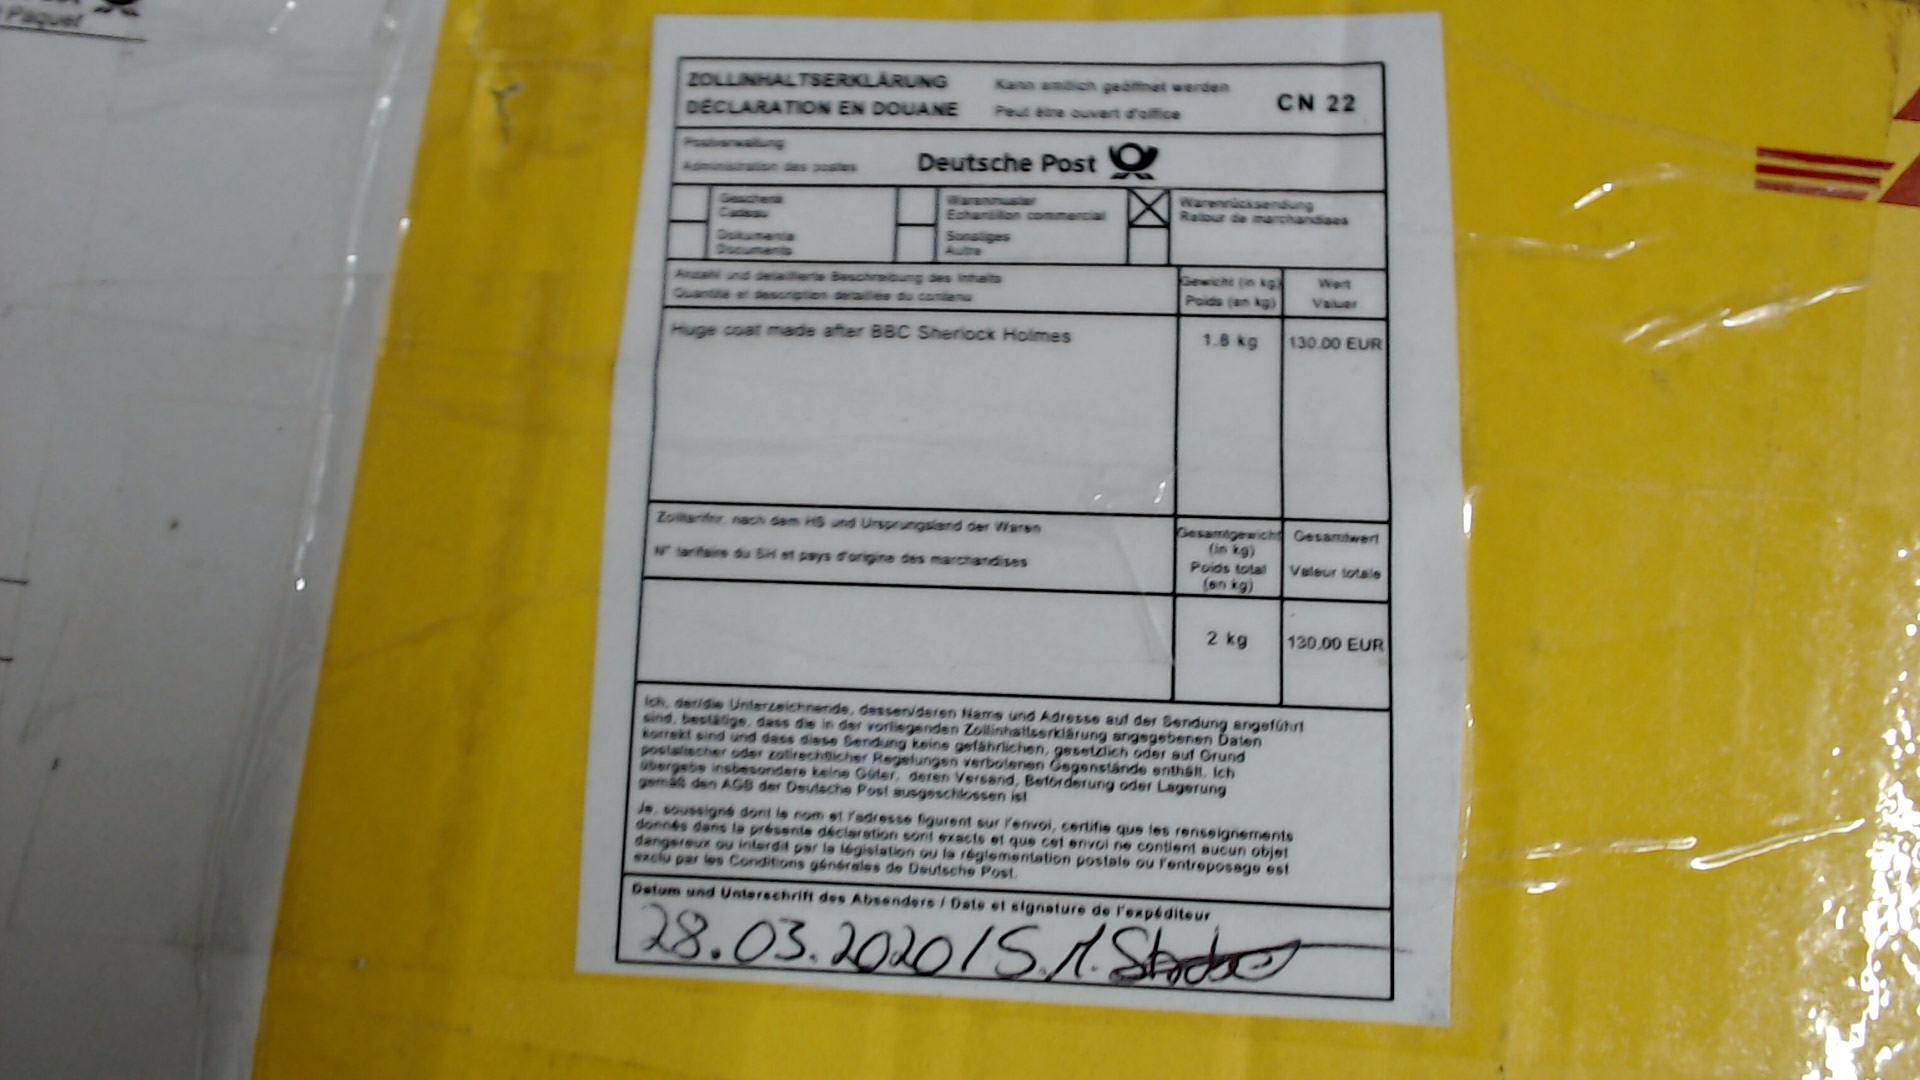 Paquet
ZOLLINHALTSERKLÄRUNG
DÉCLARATION EN DOUANE
Kann amtlich geöffnet werden
Peut être ouvert d'office
CN 22
Postverwaltung
Administration des postes
Deutsche Post
Geschenk
Cadeau
Dokumente
Documents
Warenmuster
Echantillon commercial
Sonstiges
Autre
Warenrücksendung
Retour de marchandises
Anzahl und detaillierte Beschreibung des Inhalts
Quantité et description détaillée du contenu
Gewicht (in kg)
Poids (en kg)
Wert
Valuer
Huge coat made after BBC Sherlock Holmes
1.8 kg
130.00 EUR
Zolltarifnr. nach dem HS und Ursprungsland der Waren
N° tarifaire du SH et pays d'origine des marchandises
Gesamtgewicht
(in kg)
Poids total
(en kg)
Gesamtwert
Valeur totale
2 kg
130.00 EUR
Ich, der/die Unterzeichnende, dessen/deren Name und Adresse auf der Sendung angeführt
sind, bestätige, dass die in der vorliegenden Zollinhaltserklärung angegebenen Daten
korrekt sind und dass diese Sendung keine gefährlichen, gesetzlich oder auf Grund
postalischer oder zollrechtlicher Regelungen verbotenen Gegenstände enthält. Ich
übergebe insbesondere keine Güter, deren Versand, Beförderung oder Lagerung
gemäß den AGB der Deutsche Post ausgeschlossen ist
Je, soussigné dont le nom et l'adresse figurent sur l'envoi, certifie que les renseignements
donnés dans la présente déclaration sont exacts et que cet envoi ne contient aucun objet
dangereux ou interdit par la législation ou la réglementation postale ou l'entreposage est
exclu par les Conditions générales de Deutsche Post.
Datum und Unterschrift des Absenders / Date et signature de l'expéditeur
28.03.2020 / S.